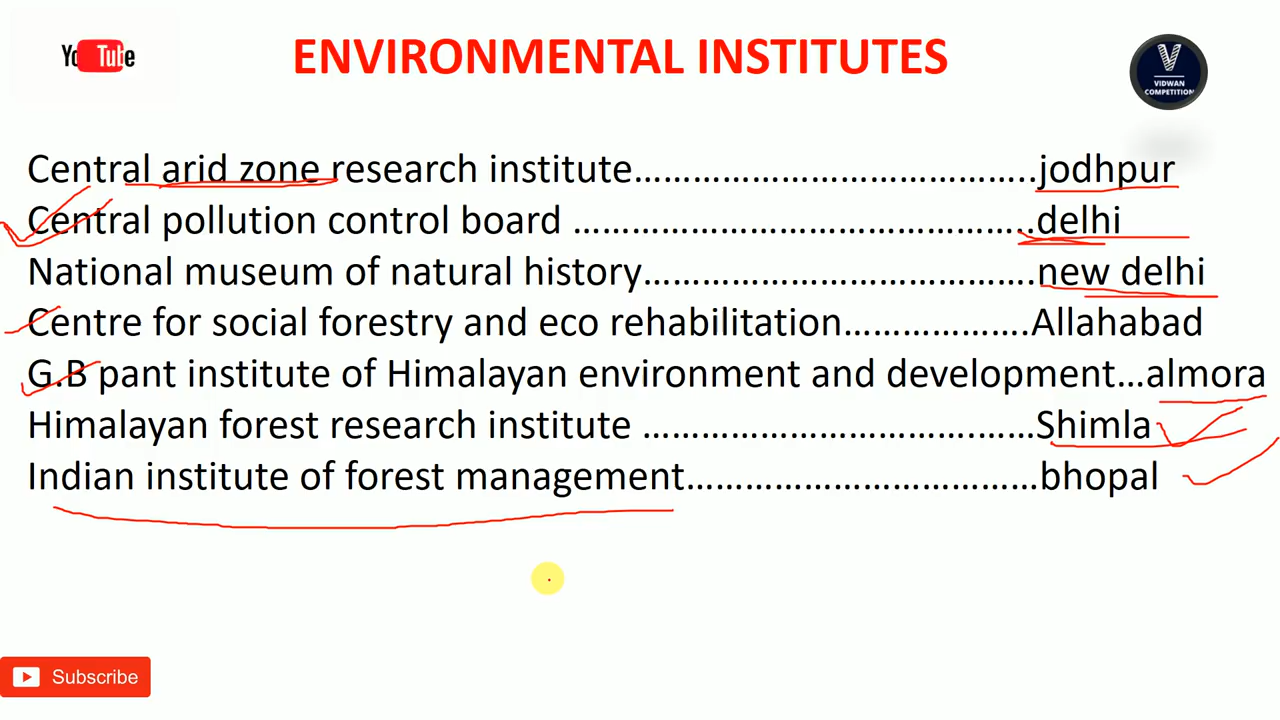 YouTube
ENVIRONMENTAL INSTITUTES
V
VIDWAN
COMPETITION
Central arid zone research institute…………………………………..jodhpur
Central pollution control board ………………………………………...delhi
National museum of natural history………………………………….new delhi
Centre for social forestry and eco rehabilitation……………….Allahabad
G.B pant institute of Himalayan environment and development…almora
Himalayan forest research institute …………………………….……Shimla
Indian institute of forest management………………………………bhopal
Subscribe